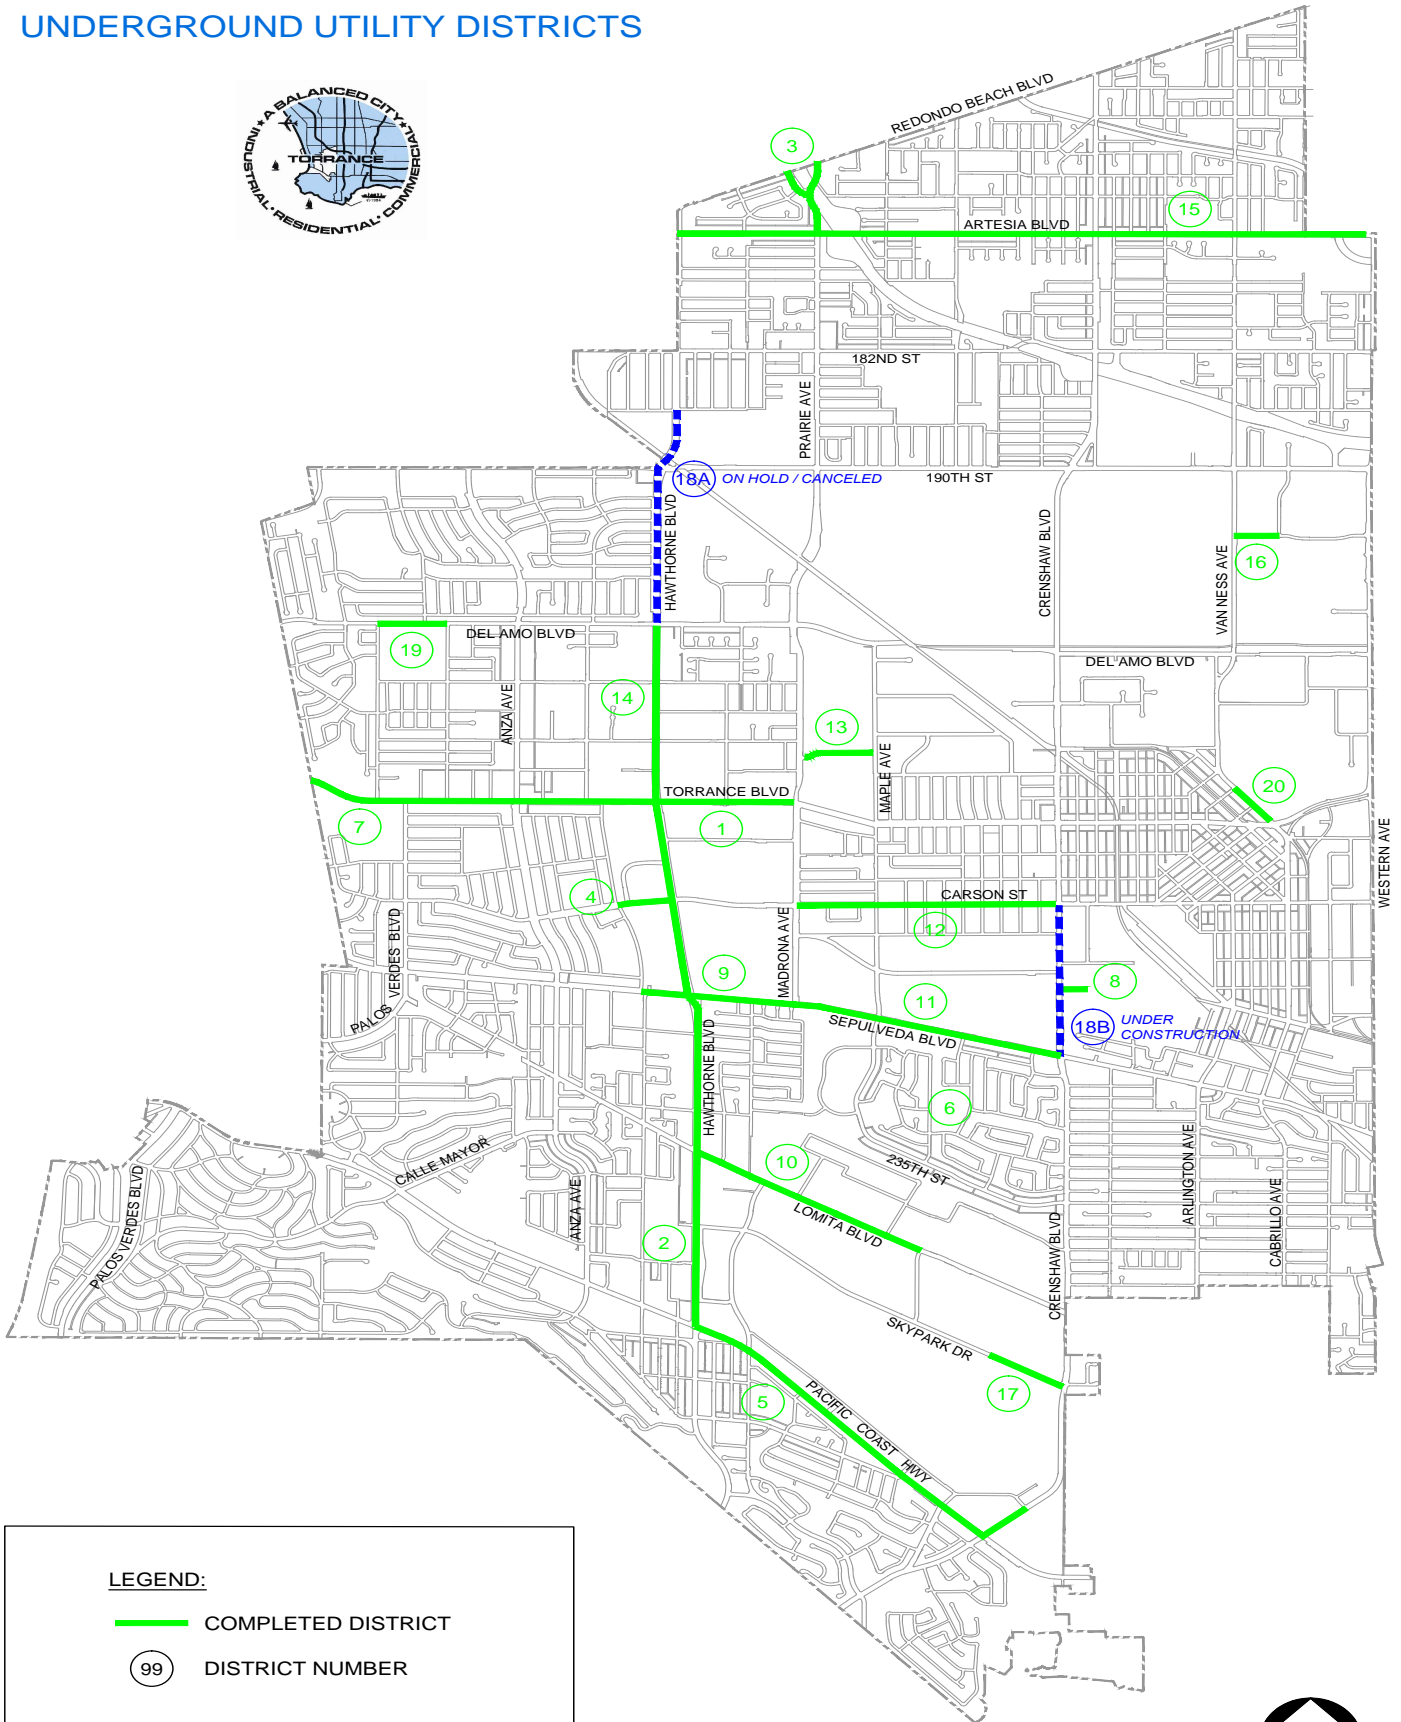 UNDERGROUND UTILITY DISTRICTS
A BALANCED CITY
INDUSTRIAL RESIDENTIAL COMMERCIAL
TORRANCE
REDONDO BEACH BLVD
3
15
ARTESIA BLVD
182ND ST
PRAIRIE AVE
18A ON HOLD / CANCELED
190TH ST
HAWTHORNE BLVD
CRENSHAW BLVD
VAN NESS AVE
16
DEL AMO BLVD
19
DEL AMO BLVD
14
ANZA AVE
13
MAPLE AVE
20
TORRANCE BLVD
7
1
WESTERN AVE
4
CARSON ST
12
PALOS VERDES BLVD
MADRONA AVE
9
8
11
SEPULVEDA BLVD
18B UNDER
CONSTRUCTION
HAWTHORNE BLVD
6
CALLE MAYOR
10
235TH ST
ARLINGTON AVE
PALOS VERDES BLVD
ANZA AVE
LOMITA BLVD
CABRILLO AVE
2
CRENSHAW BLVD
SKYPARK DR
17
5
PACIFIC COAST HWY
LEGEND:
COMPLETED DISTRICT
99 DISTRICT NUMBER